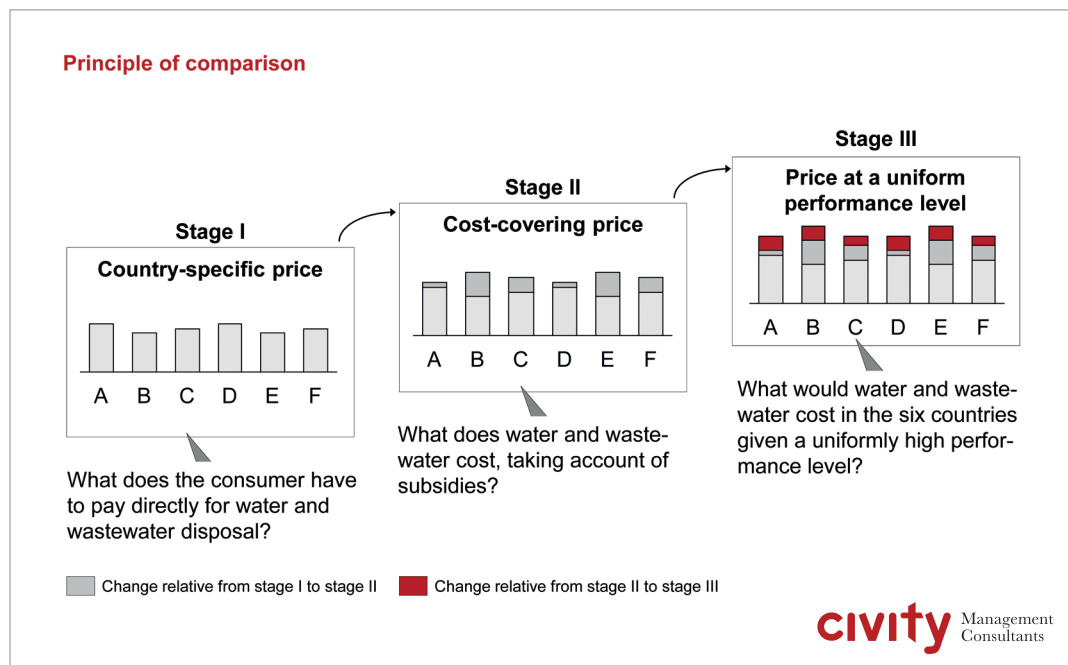 Principle of comparison
Stage I
Country-specific price
A B C D E F
What does the consumer have
to pay directly for water and
wastewater disposal?
Stage II
Cost-covering price
A B C D E F
What does water and waste-
water cost, taking account of
subsidies?
Stage III
Price at a uniform
performance level
A B C D E F
What would water and waste-
water cost in the six countries
given a uniformly high perfor-
mance level?
Change relative from stage I to stage II
Change relative from stage II to stage III
civity
Management
Consultants